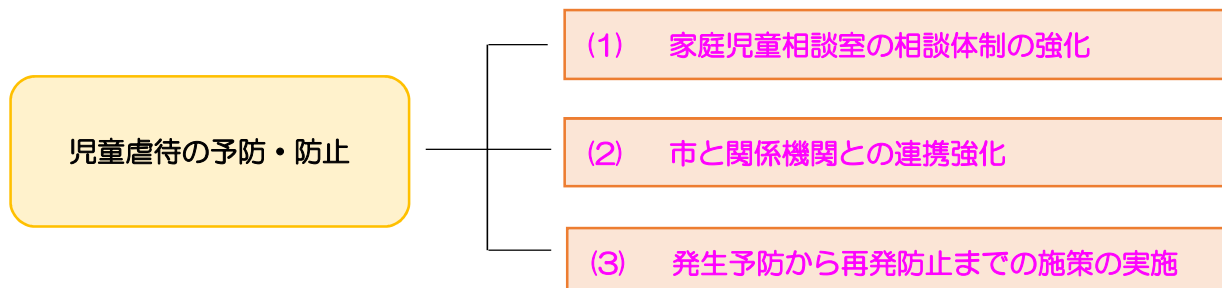 児童虐待の予防・防止
(1) 家庭児童相談室の相談体制の強化
(2) 市と関係機関との連携強化
(3) 発生予防から再発防止までの施策の実施